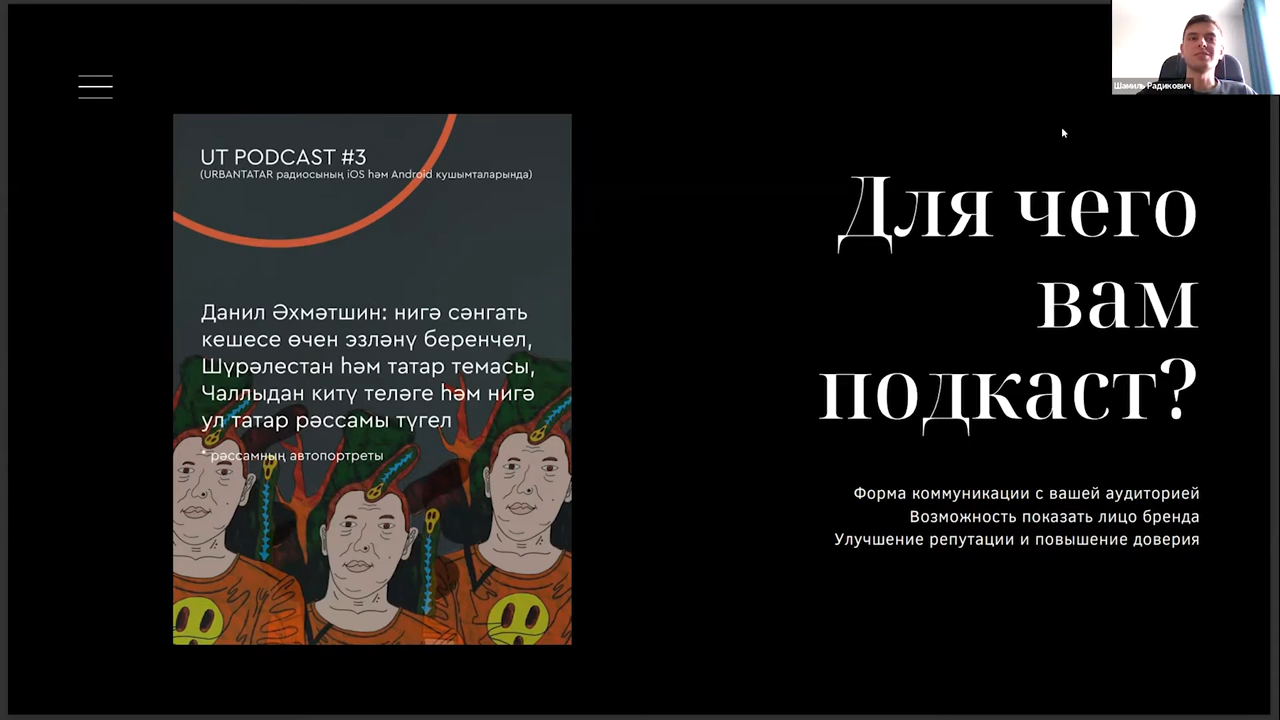 Шамиль Радикович
UT PODCAST #3
(URBANTATAR радиосының iOS һәм Android кушымталарында)
Данил Әхмәтшин: нигә сәнгать
кешесе өчен эзләнү беренчел,
Шүрәлестан һәм татар темасы,
Чаллыдан китү теләге һәм нигә
ул татар рәссамы түгел
* рәссамның автопортреты
Для чего
вам
подкаст?
Форма коммуникации с вашей аудиторией
Возможность показать лицо бренда
Улучшение репутации и повышение доверия